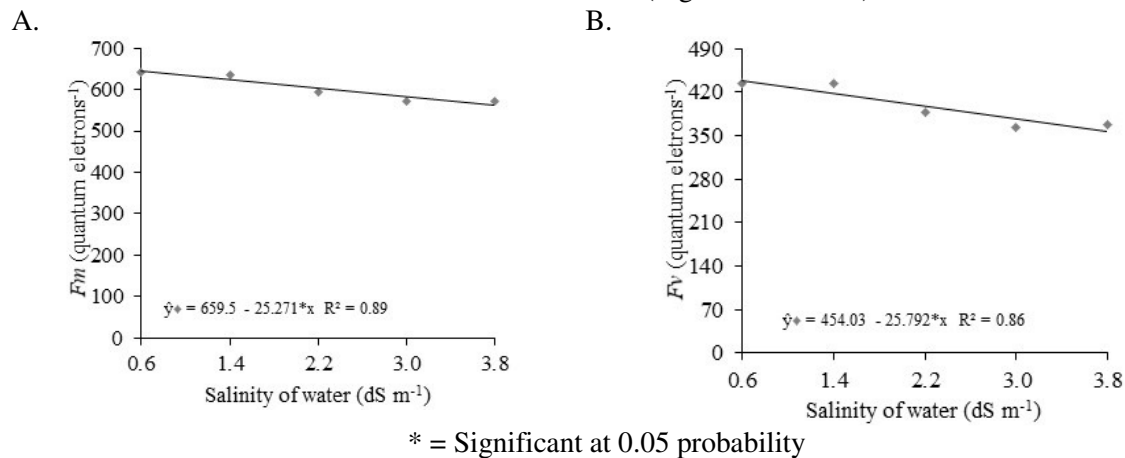 A.
B.
700
600
500
400
300
200
100
0
Fm (quantum eletrons⁻¹)
ŷ = 659.5 - 25.271*x R² = 0.89
0.6 1.4 2.2 3.0 3.8
Salinity of water (dS m⁻¹)
490
420
350
280
210
140
70
0
Fv (quantum eletrons⁻¹)
ŷ = 454.03 - 25.792*x R² = 0.86
0.6 1.4 2.2 3.0 3.8
Salinity of water (dS m⁻¹)
* = Significant at 0.05 probability